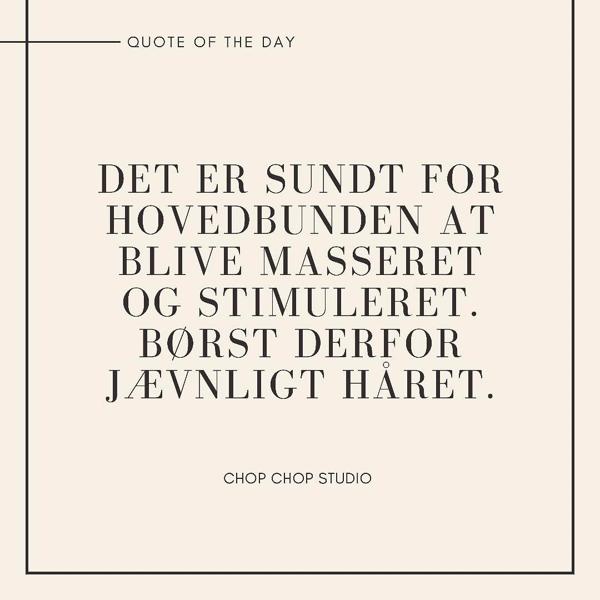 QUOTE OF THE DAY
DET ER SUNDT FOR
HOVEDBUNDEN AT
BLIVE MASSERET
OG STIMULERET.
BØRST DERFOR
JÆVNLIGT HÅRET.
CHOP CHOP STUDIO